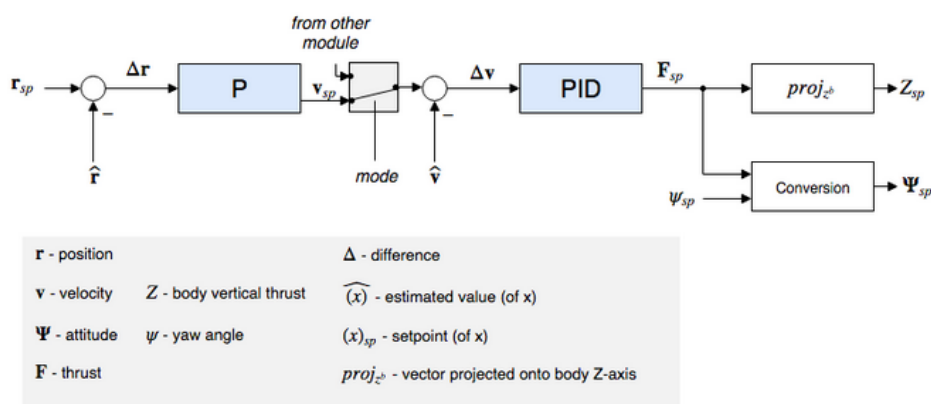 from other
module
r_sp
Δr
P
v_sp
Δv
PID
F_sp
proj_z^b
Z_sp
−
r̂
mode
−
v̂
ψ_sp
Conversion
Ψ_sp
r - position
Δ - difference
v - velocity
Z - body vertical thrust
(x)̂ - estimated value (of x)
Ψ - attitude
ψ - yaw angle
(x)_sp - setpoint (of x)
F - thrust
proj_z^b - vector projected onto body Z-axis